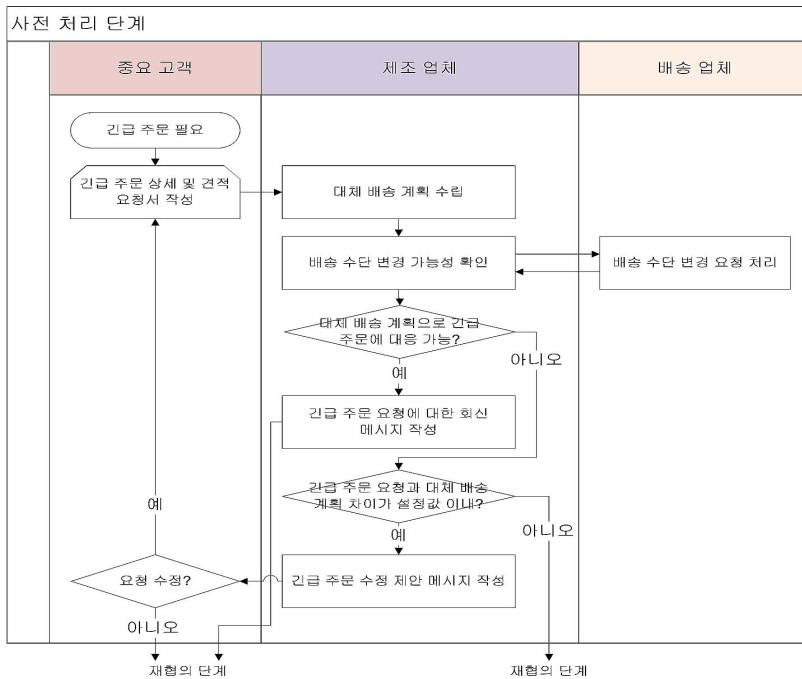 사전 처리 단계
중요 고객
제조 업체
배송 업체
긴급 주문 필요
긴급 주문 상세 및 견적
요청서 작성
대체 배송 계획 수립
배송 수단 변경 가능성 확인
배송 수단 변경 요청 처리
대체 배송 계획으로 긴급
주문에 대응 가능?
아니오
예
긴급 주문 요청에 대한 회신
메시지 작성
긴급 주문 요청과 대체 배송
계획 차이가 설정값 이내?
예
예
아니오
요청 수정?
긴급 주문 수정 제안 메시지 작성
아니오
재협의 단계
재협의 단계